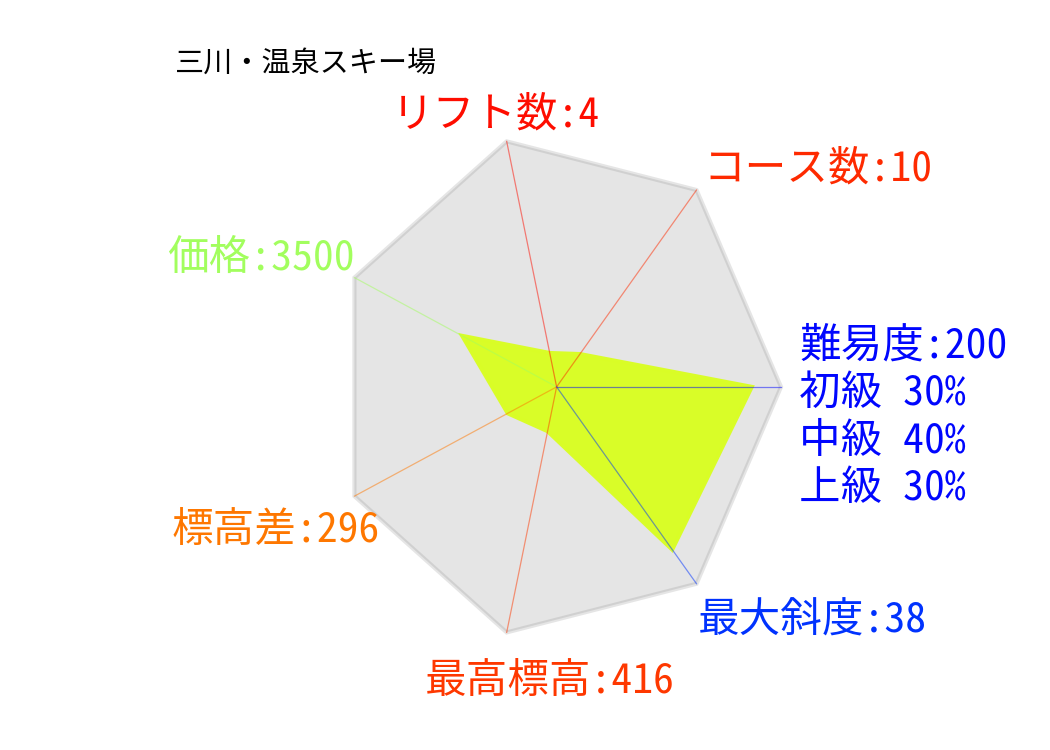 三川・温泉スキー場
リフト数:4
コース数:10
価格:3500
難易度:200
初級 30%
中級 40%
上級 30%
標高差:296
最大斜度:38
最高標高:416